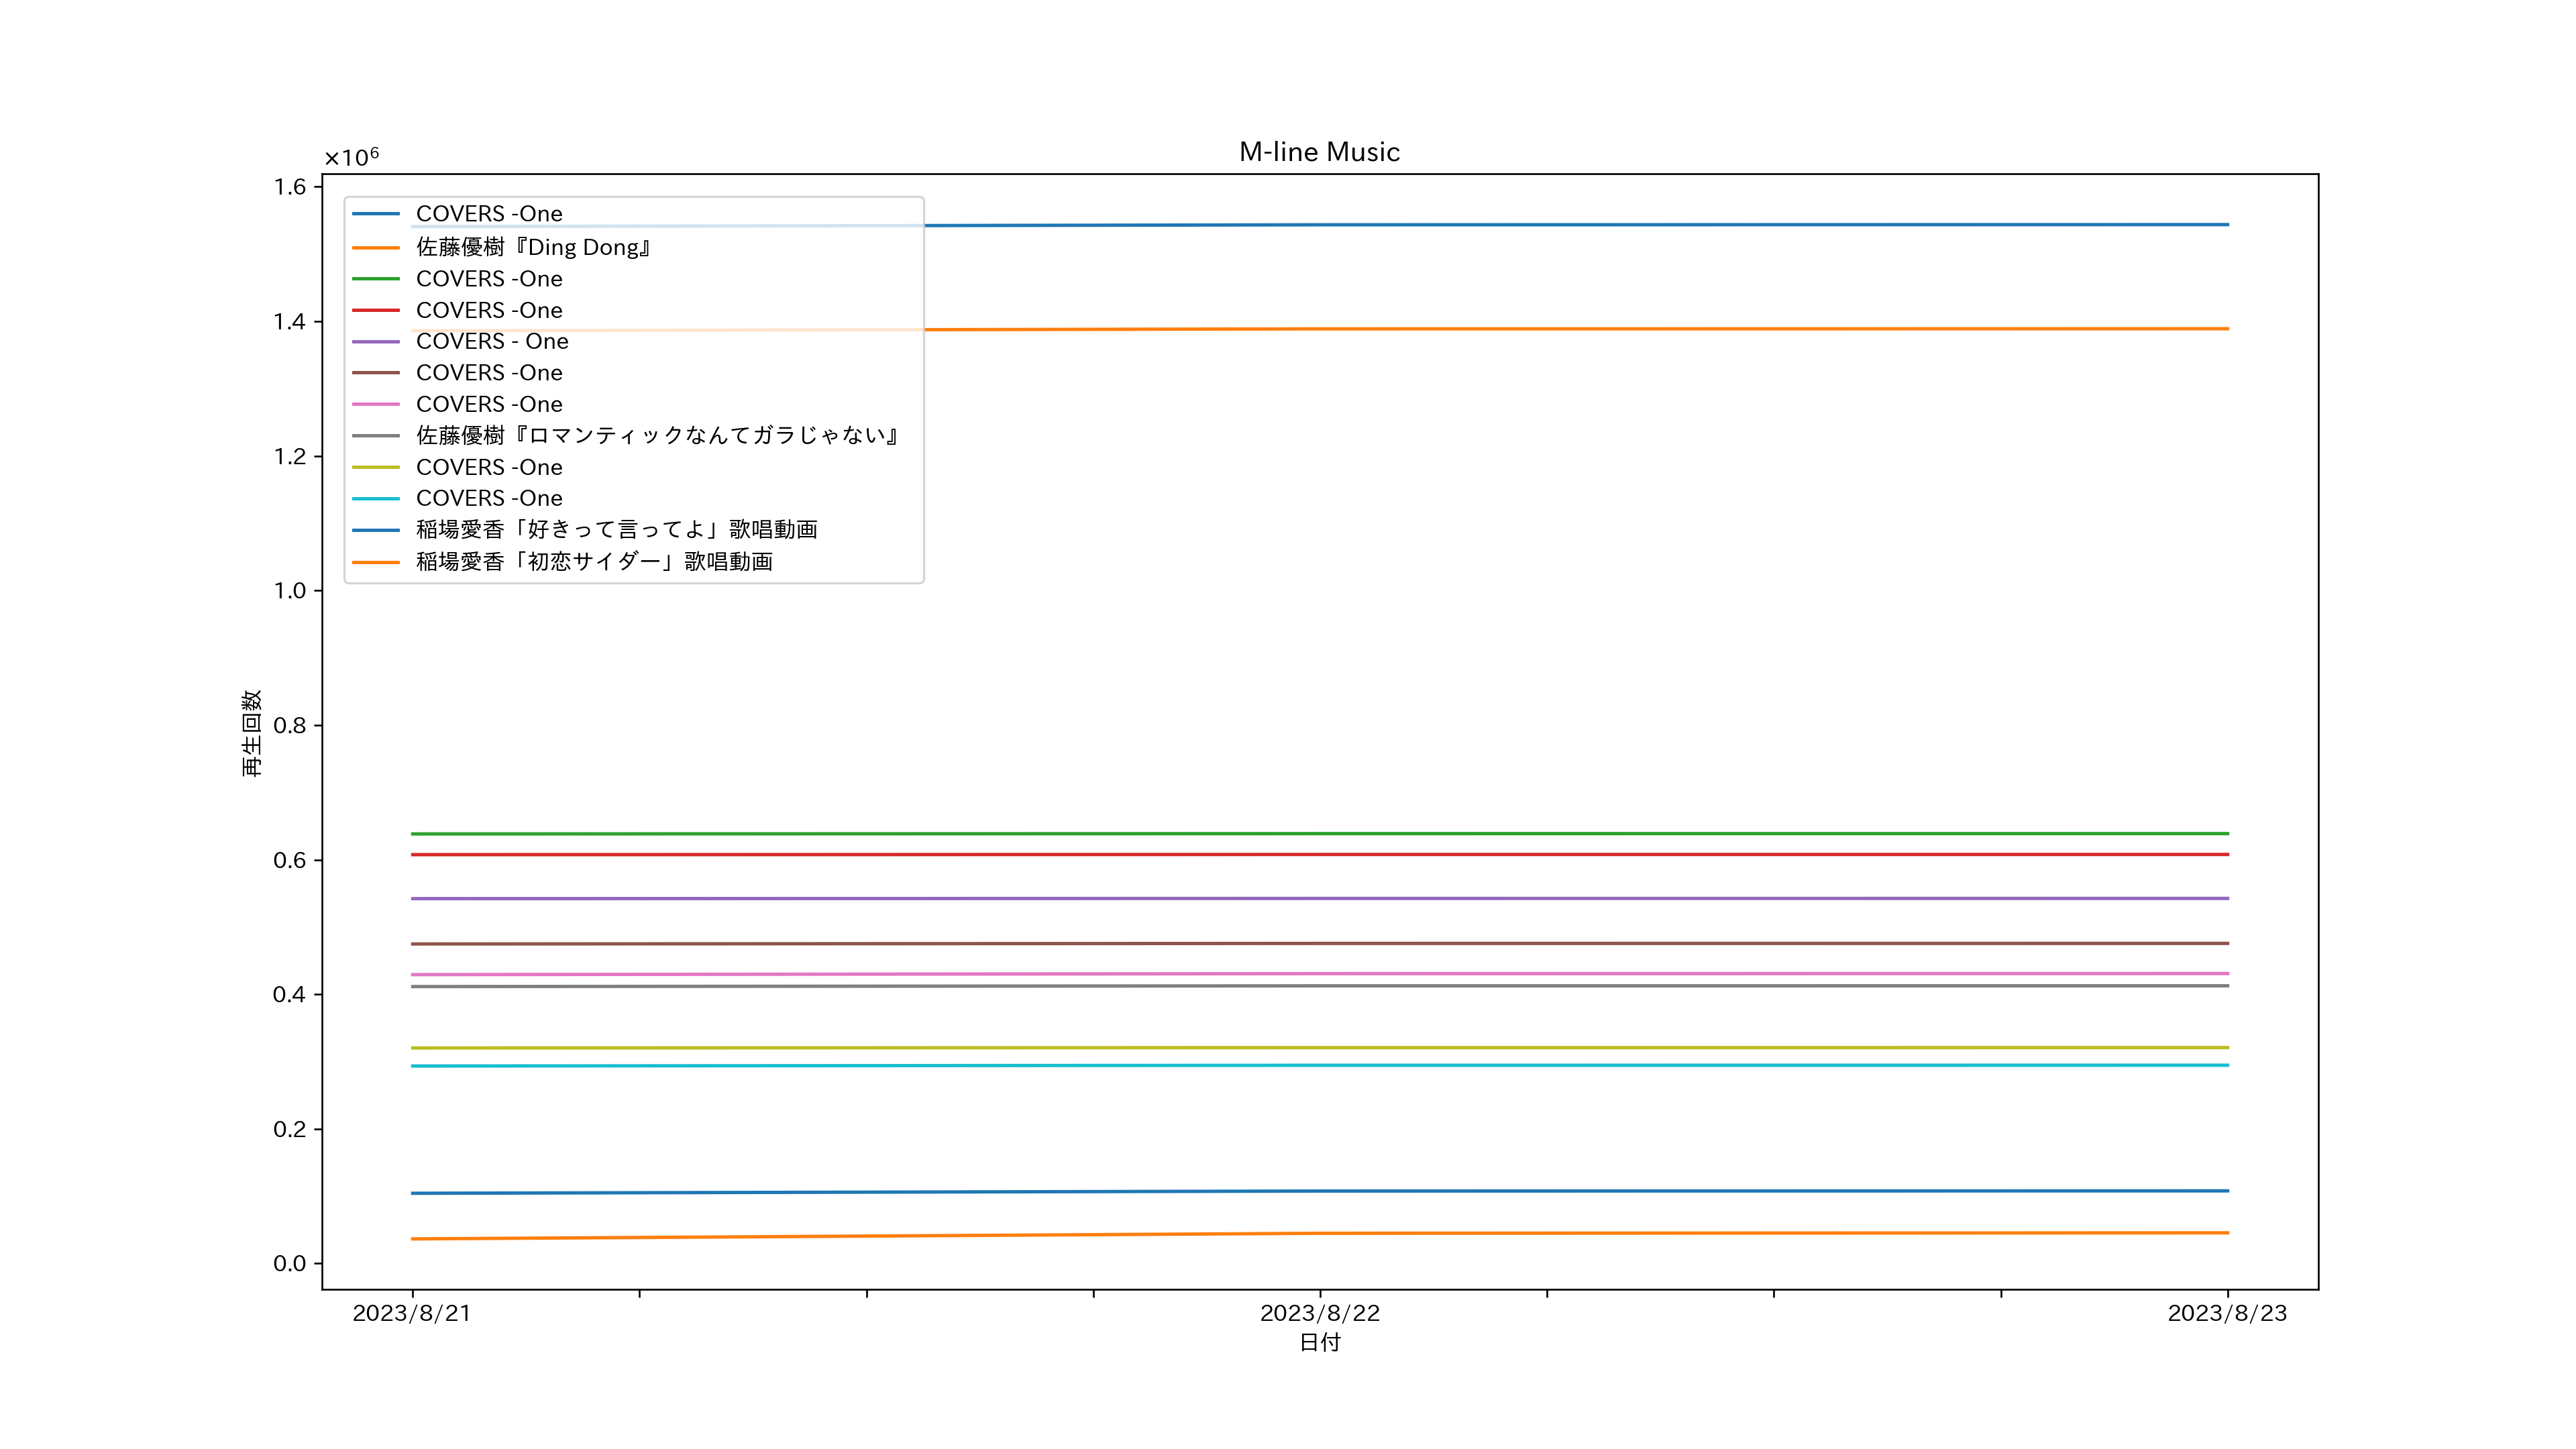 M-line Music
×10⁶
1.6
1.4
1.2
1.0
0.8
0.6
0.4
0.2
0.0
再生回数
COVERS -One
佐藤優樹『Ding Dong』
COVERS -One
COVERS -One
COVERS - One
COVERS -One
COVERS -One
佐藤優樹『ロマンティックなんてガラじゃない』
COVERS -One
COVERS -One
稲場愛香「好きって言ってよ」歌唱動画
稲場愛香「初恋サイダー」歌唱動画
2023/8/21
2023/8/22
2023/8/23
日付